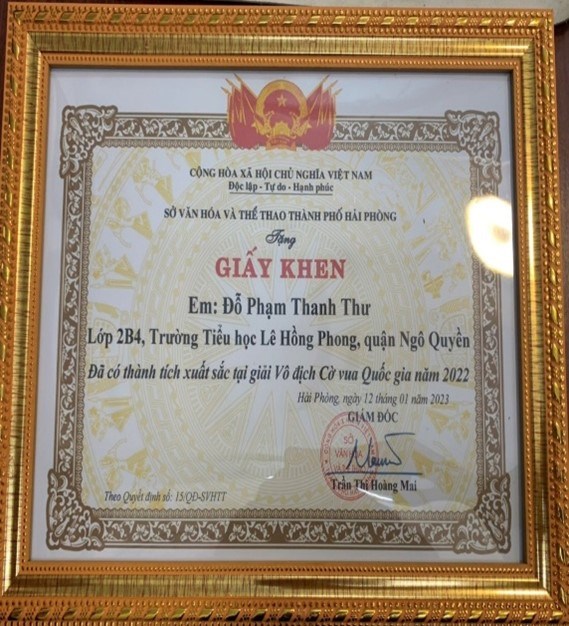 CỘNG HÒA XÃ HỘI CHỦ NGHĨA VIỆT NAM
Độc lập - Tự do - Hạnh phúc
SỞ VĂN HÓA VÀ THỂ THAO THÀNH PHỐ HẢI PHÒNG
Tặng
GIẤY KHEN
Em: Đỗ Phạm Thanh Thư
Lớp 2B4, Trường Tiểu học Lê Hồng Phong, quận Ngô Quyền
Đã có thành tích xuất sắc tại giải Vô địch Cờ vua Quốc gia năm 2022
Hải Phòng, ngày 12 tháng 01 năm 2023
GIÁM ĐỐC
SỞ
VĂN HÓA
Trần Thị Hoàng Mai
Theo Quyết định số: 15/QĐ-SVHTT